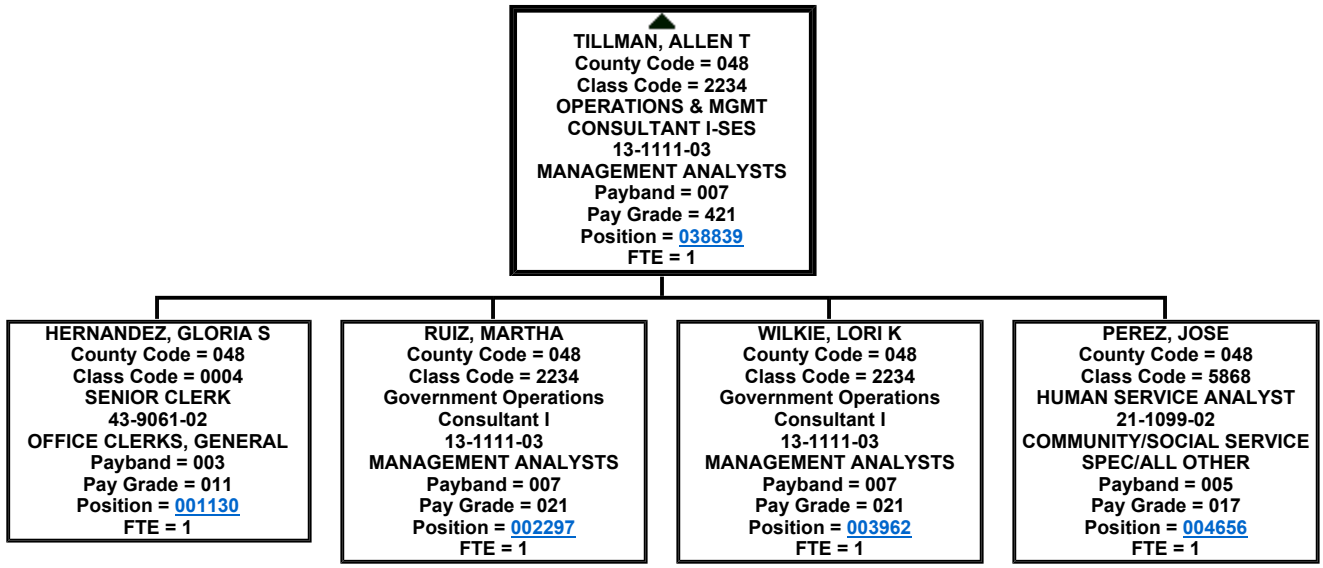 TILLMAN, ALLEN T
County Code = 048
Class Code = 2234
OPERATIONS & MGMT
CONSULTANT I-SES
13-1111-03
MANAGEMENT ANALYSTS
Payband = 007
Pay Grade = 421
Position = 038839
FTE = 1
HERNANDEZ, GLORIA S
County Code = 048
Class Code = 0004
SENIOR CLERK
43-9061-02
OFFICE CLERKS, GENERAL
Payband = 003
Pay Grade = 011
Position = 001130
FTE = 1
RUIZ, MARTHA
County Code = 048
Class Code = 2234
Government Operations
Consultant I
13-1111-03
MANAGEMENT ANALYSTS
Payband = 007
Pay Grade = 021
Position = 002297
FTE = 1
WILKIE, LORI K
County Code = 048
Class Code = 2234
Government Operations
Consultant I
13-1111-03
MANAGEMENT ANALYSTS
Payband = 007
Pay Grade = 021
Position = 003962
FTE = 1
PEREZ, JOSE
County Code = 048
Class Code = 5868
HUMAN SERVICE ANALYST
21-1099-02
COMMUNITY/SOCIAL SERVICE
SPEC/ALL OTHER
Payband = 005
Pay Grade = 017
Position = 004656
FTE = 1